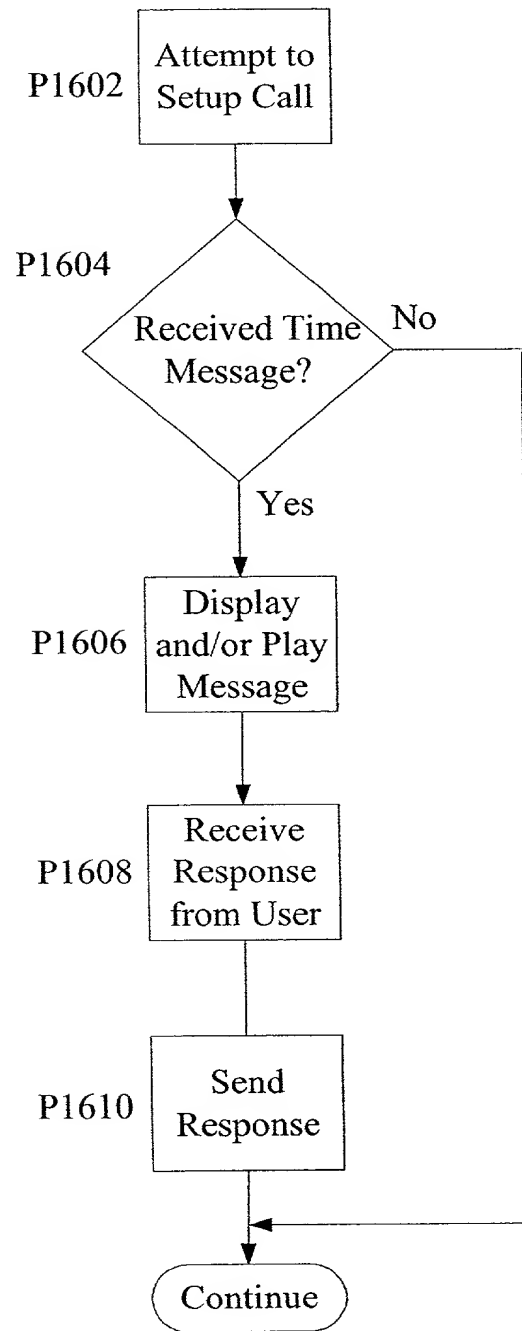 P1602
Attempt to
Setup Call
P1604
Received Time
Message?
No
Yes
P1606
Display
and/or Play
Message
P1608
Receive
Response
from User
P1610
Send
Response
Continue